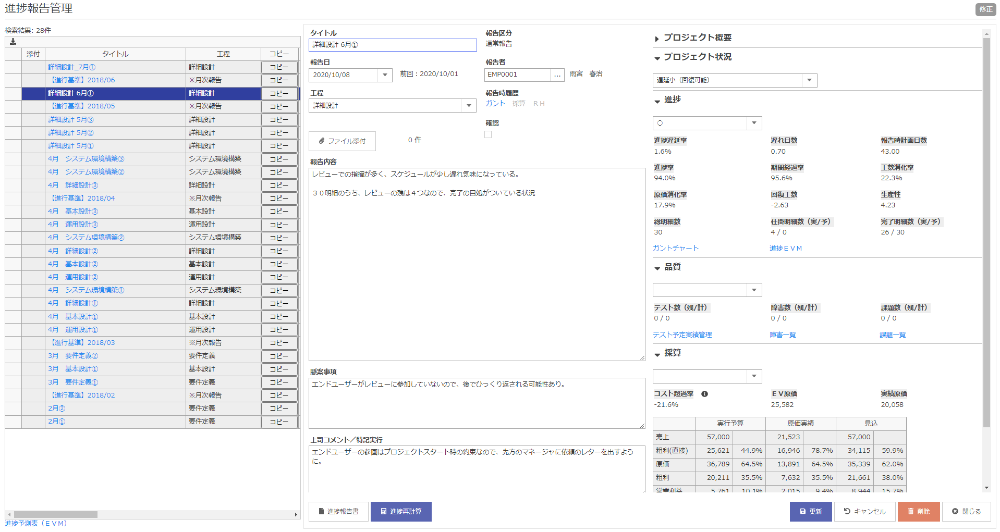 進捗報告管理
修正
検索結果: 28件
添付 タイトル 工程 コピー
詳細設計_7月① 詳細設計 コピー
【進行基準】2018/06 ※月次報告 コピー
詳細設計 6月① 詳細設計 コピー
【進行基準】2018/05 ※月次報告 コピー
詳細設計 5月③ 詳細設計 コピー
詳細設計 5月② 詳細設計 コピー
詳細設計 5月① 詳細設計 コピー
4月　システム環境構築③ システム環境構築 コピー
4月　システム環境構築② システム環境構築 コピー
4月　詳細設計③ 詳細設計 コピー
【進行基準】2018/04 ※月次報告 コピー
4月　基本設計③ 基本設計 コピー
4月　運用設計③ 運用設計 コピー
4月　システム環境構築② システム環境構築 コピー
4月　詳細設計② 詳細設計 コピー
4月　基本設計② 基本設計 コピー
4月　運用設計② 運用設計 コピー
4月　システム環境構築① システム環境構築 コピー
4月　詳細設計① 詳細設計 コピー
4月　基本設計① 基本設計 コピー
4月　運用設計① 運用設計 コピー
【進行基準】2018/03 ※月次報告 コピー
3月　要件定義② 要件定義 コピー
3月　基本設計① 基本設計 コピー
3月　要件定義① 要件定義 コピー
【進行基準】2018/02 ※月次報告 コピー
2月② 要件定義 コピー
2月① 要件定義 コピー
進捗予測表（ＥＶＭ）
タイトル 報告区分
詳細設計 6月① 通常報告
報告日 報告者
2020/10/08 前回：2020/10/01 EMP0001 … 雨宮　春治
工程 報告時履歴
詳細設計 ガント 採算 ＲＨ
確認
ファイル添付 0 件
報告内容
レビューでの指摘が多く、スケジュールが少し遅れ気味になっている。
３０明細のうち、レビューの残は４つなので、完了の目処がついている状況
懸案事項
エンドユーザーがレビューに参加していないので、後でひっくり返される可能性あり。
上司コメント／特記実行
エンドユーザーの参画はプロジェクトスタート時の約束なので、先方のマネージャに依頼のレターを出すよう
に。
進捗報告書 進捗再計算
プロジェクト概要
プロジェクト状況
遅延小（回復可能）
進捗
○
進捗遅延率 遅れ日数 報告時計画日数
1.6% 0.70 43.00
進捗率 期間経過率 工数消化率
94.0% 95.6% 22.3%
原価消化率 回復工数 生産性
17.9% -2.63 4.23
総明細数 仕掛明細数（実/予） 完了明細数（実/予）
30 4 / 0 26 / 30
ガントチャート 進捗ＥＶＭ
品質
テスト数（残/計） 障害数（残/計） 課題数（残/計）
0 / 0 0 / 0 0 / 0
テスト予定実績管理 障害一覧 課題一覧
採算
コスト超過率 ＥＶ原価 実績原価
-21.6% 25,582 20,058
実行予算 原価実績 見込
売上 57,000 21,523 57,000
粗利(直接) 25,621 44.9% 16,946 78.7% 34,115 59.9%
原価 36,789 64.5% 13,891 64.5% 35,339 62.0%
粗利 20,211 35.5% 7,632 35.5% 21,661 38.0%
営業利益 5,761 10.1% 2,015 9.4% 8,944 15.7%
更新 キャンセル 削除 閉じる